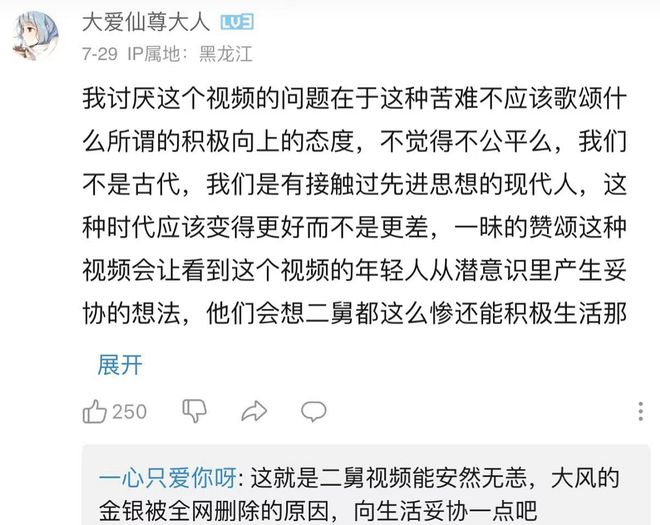 大爱仙尊大人 LV3
7-29 IP属地：黑龙江
我讨厌这个视频的问题在于这种苦难不应该歌颂什
么所谓的积极向上的态度，不觉得不公平么，我们
不是古代，我们是有接触过先进思想的现代人，这
种时代应该变得更好而不是更差，一昧的赞颂这种
视频会让看到这个视频的年轻人从潜意识里产生妥
协的想法，他们会想二舅都这么惨还能积极生活那
展开
250
一心只爱你呀: 这就是二舅视频能安然无恙，大风的
金银被全网删除的原因，向生活妥协一点吧